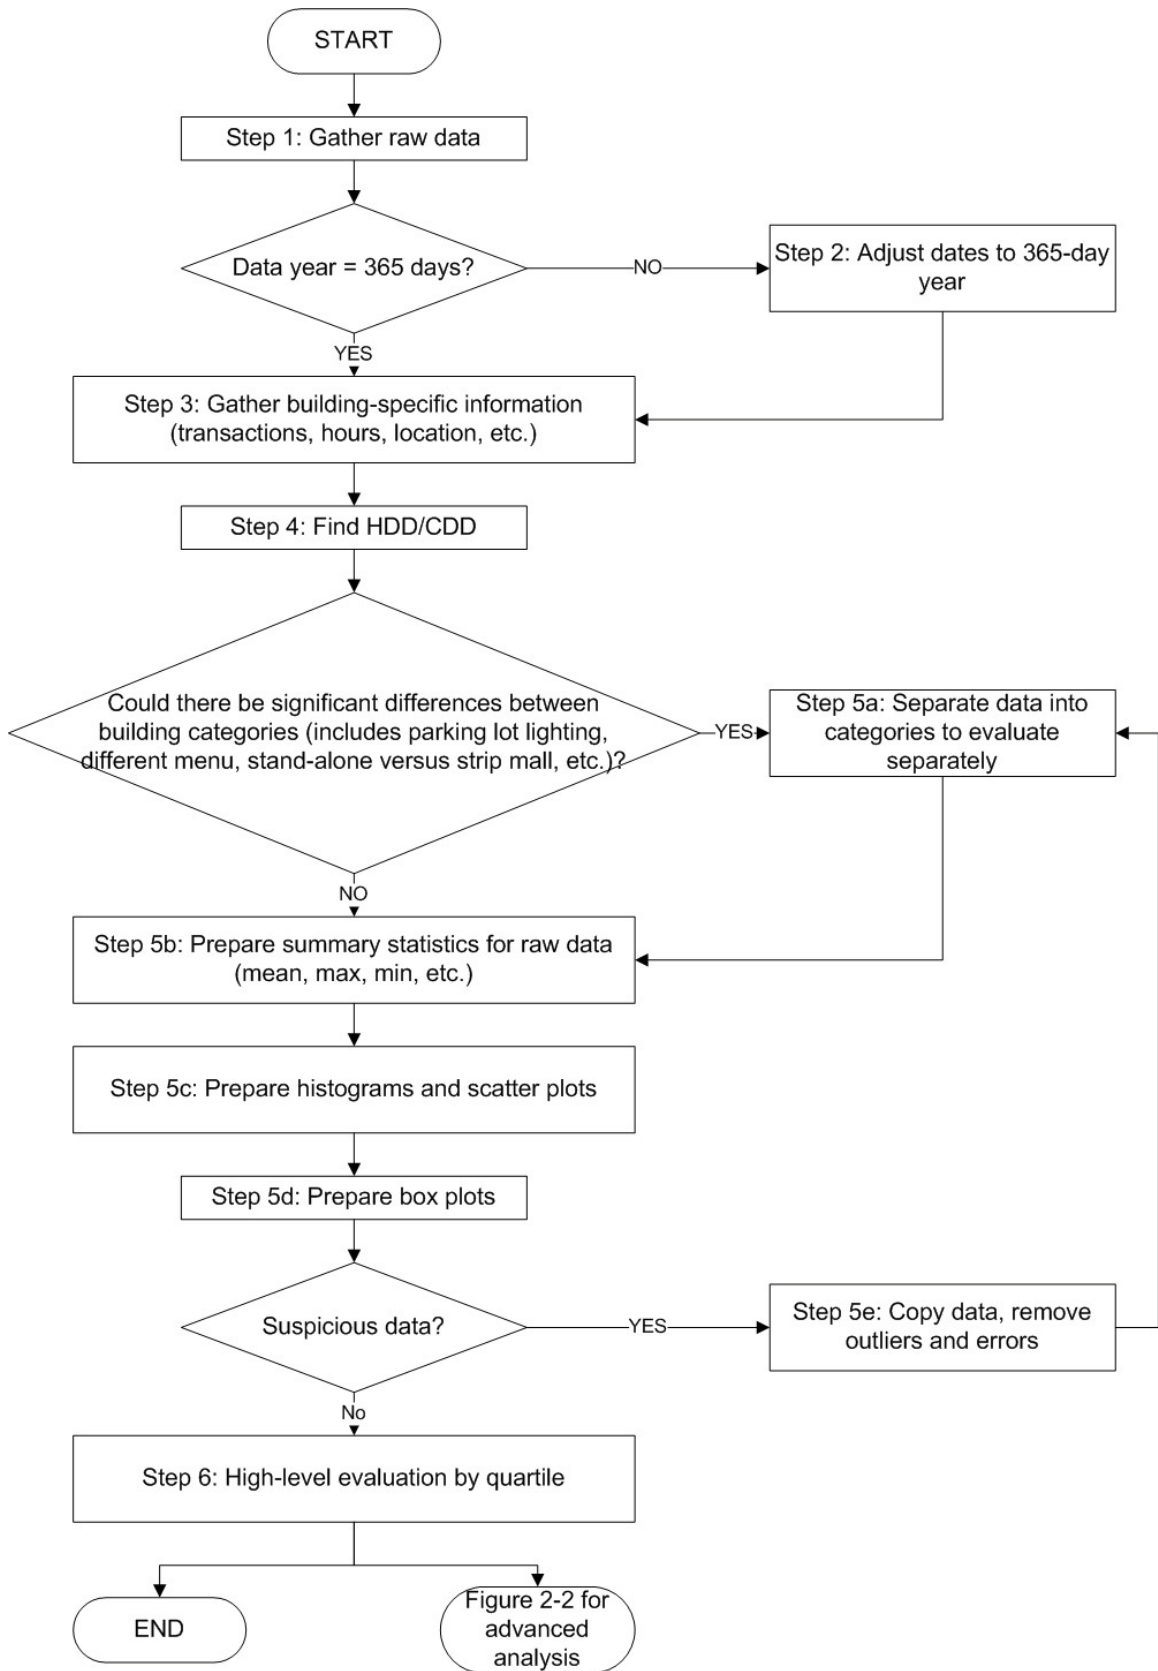 START
Step 1: Gather raw data
Data year = 365 days?
NO
Step 2: Adjust dates to 365-day
year
YES
Step 3: Gather building-specific information
(transactions, hours, location, etc.)
Step 4: Find HDD/CDD
Could there be significant differences between
building categories (includes parking lot lighting,
different menu, stand-alone versus strip mall, etc.)?
YES
Step 5a: Separate data into
categories to evaluate
separately
NO
Step 5b: Prepare summary statistics for raw data
(mean, max, min, etc.)
Step 5c: Prepare histograms and scatter plots
Step 5d: Prepare box plots
Suspicious data?
YES
Step 5e: Copy data, remove
outliers and errors
No
Step 6: High-level evaluation by quartile
END
Figure 2-2 for
advanced
analysis